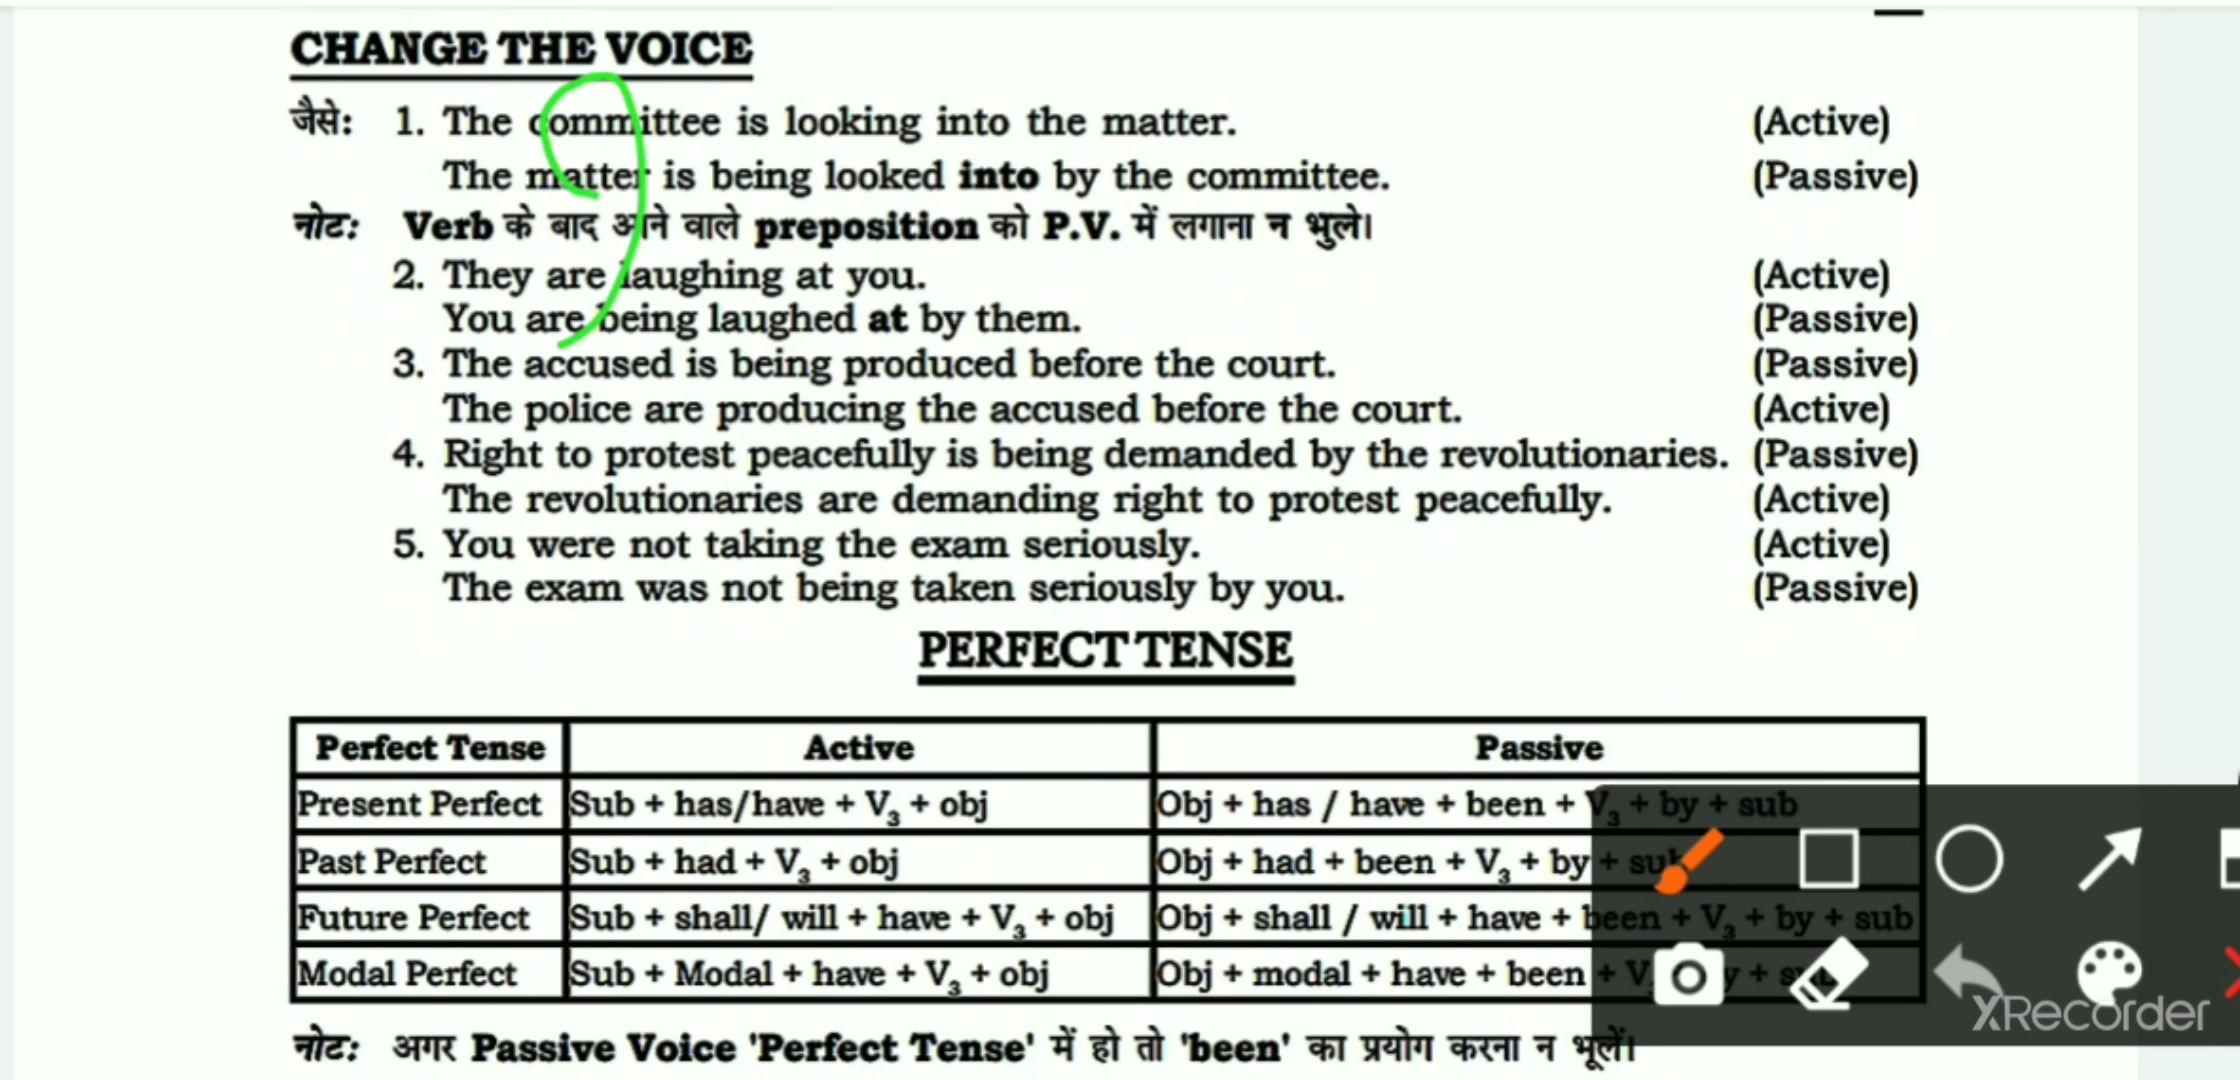 CHANGE THE VOICE
जैसे: 1. The committee is looking into the matter. (Active)
The matter is being looked into by the committee. (Passive)
नोट: Verb के बाद आने वाले preposition को P.V. में लगाना न भुले।
2. They are laughing at you. (Active)
You are being laughed at by them. (Passive)
3. The accused is being produced before the court. (Passive)
The police are producing the accused before the court. (Active)
4. Right to protest peacefully is being demanded by the revolutionaries. (Passive)
The revolutionaries are demanding right to protest peacefully. (Active)
5. You were not taking the exam seriously. (Active)
The exam was not being taken seriously by you. (Passive)
PERFECT TENSE
Perfect Tense Active Passive
Present Perfect Sub + has/have + V₃ + obj Obj + has / have + been + V₃ + by + sub
Past Perfect Sub + had + V₃ + obj Obj + had + been + V₃ + by + sub
Future Perfect Sub + shall/ will + have + V₃ + obj Obj + shall / will + have + been + V₃ + by + sub
Modal Perfect Sub + Modal + have + V₃ + obj Obj + modal + have + been + V
XRecorder
नोट: अगर Passive Voice 'Perfect Tense' में हो तो 'been' का प्रयोग करना न भूलें।